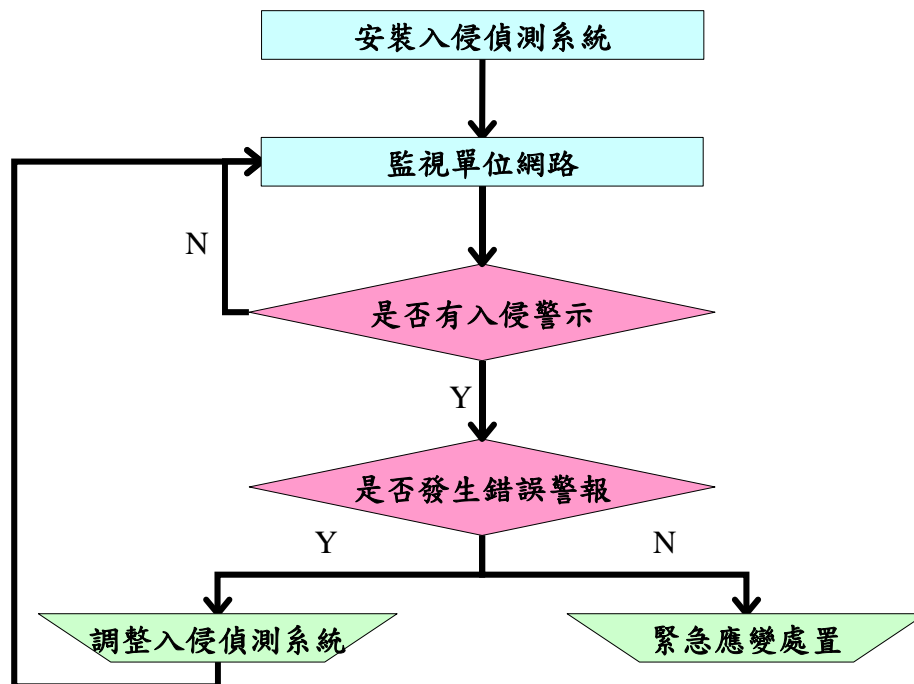 安裝入侵偵測系統
監視單位網路
N
是否有入侵警示
Y
是否發生錯誤警報
Y
N
調整入侵偵測系統
緊急應變處置